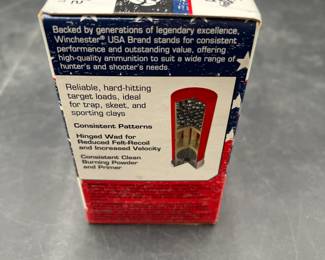 Backed by generations of legendary excellence,
Winchester® USA Brand stands for consistent
performance and outstanding value, offering
high-quality ammunition to suit a wide range of
hunter's and shooter's needs.
Reliable, hard-hitting
target loads, ideal
for trap, skeet, and
sporting clays
Consistent Patterns
Hinged Wad for
Reduced Felt-Recoil
and Increased Velocity
Consistent Clean
Burning Powder
and Primer